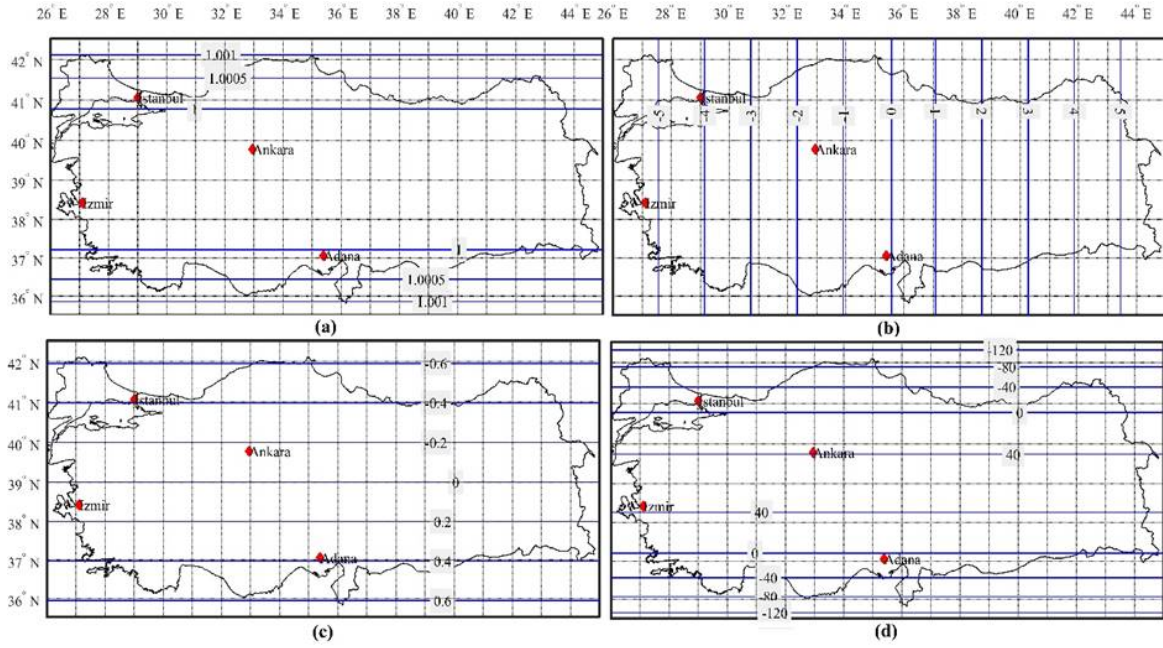 26° E 28° E 30° E 32° E 34° E 36° E 38° E 40° E 42° E 44° E 26° E 28° E 30° E 32° E 34° E 36° E 38° E 40° E 42° E 44° E
42° N
41° N
40° N
39° N
38° N
37° N
36° N
1.001
1.0005
1
İstanbul
Ankara
İzmir
1
Adana
1.0005
1.001
(a)
İstanbul
-5 -4 -3 -2 -1 0 1 2 3 4 5
Ankara
İzmir
Adana
(b)
42° N
41° N
40° N
39° N
38° N
37° N
36° N
-0.6
İstanbul
-0.4
-0.2
Ankara
0
İzmir
0.2
Adana
0.4
0.6
(c)
-120
-80
-40
İstanbul
0
Ankara
40
İzmir
40
0
Adana
-40
-80
-120
(d)